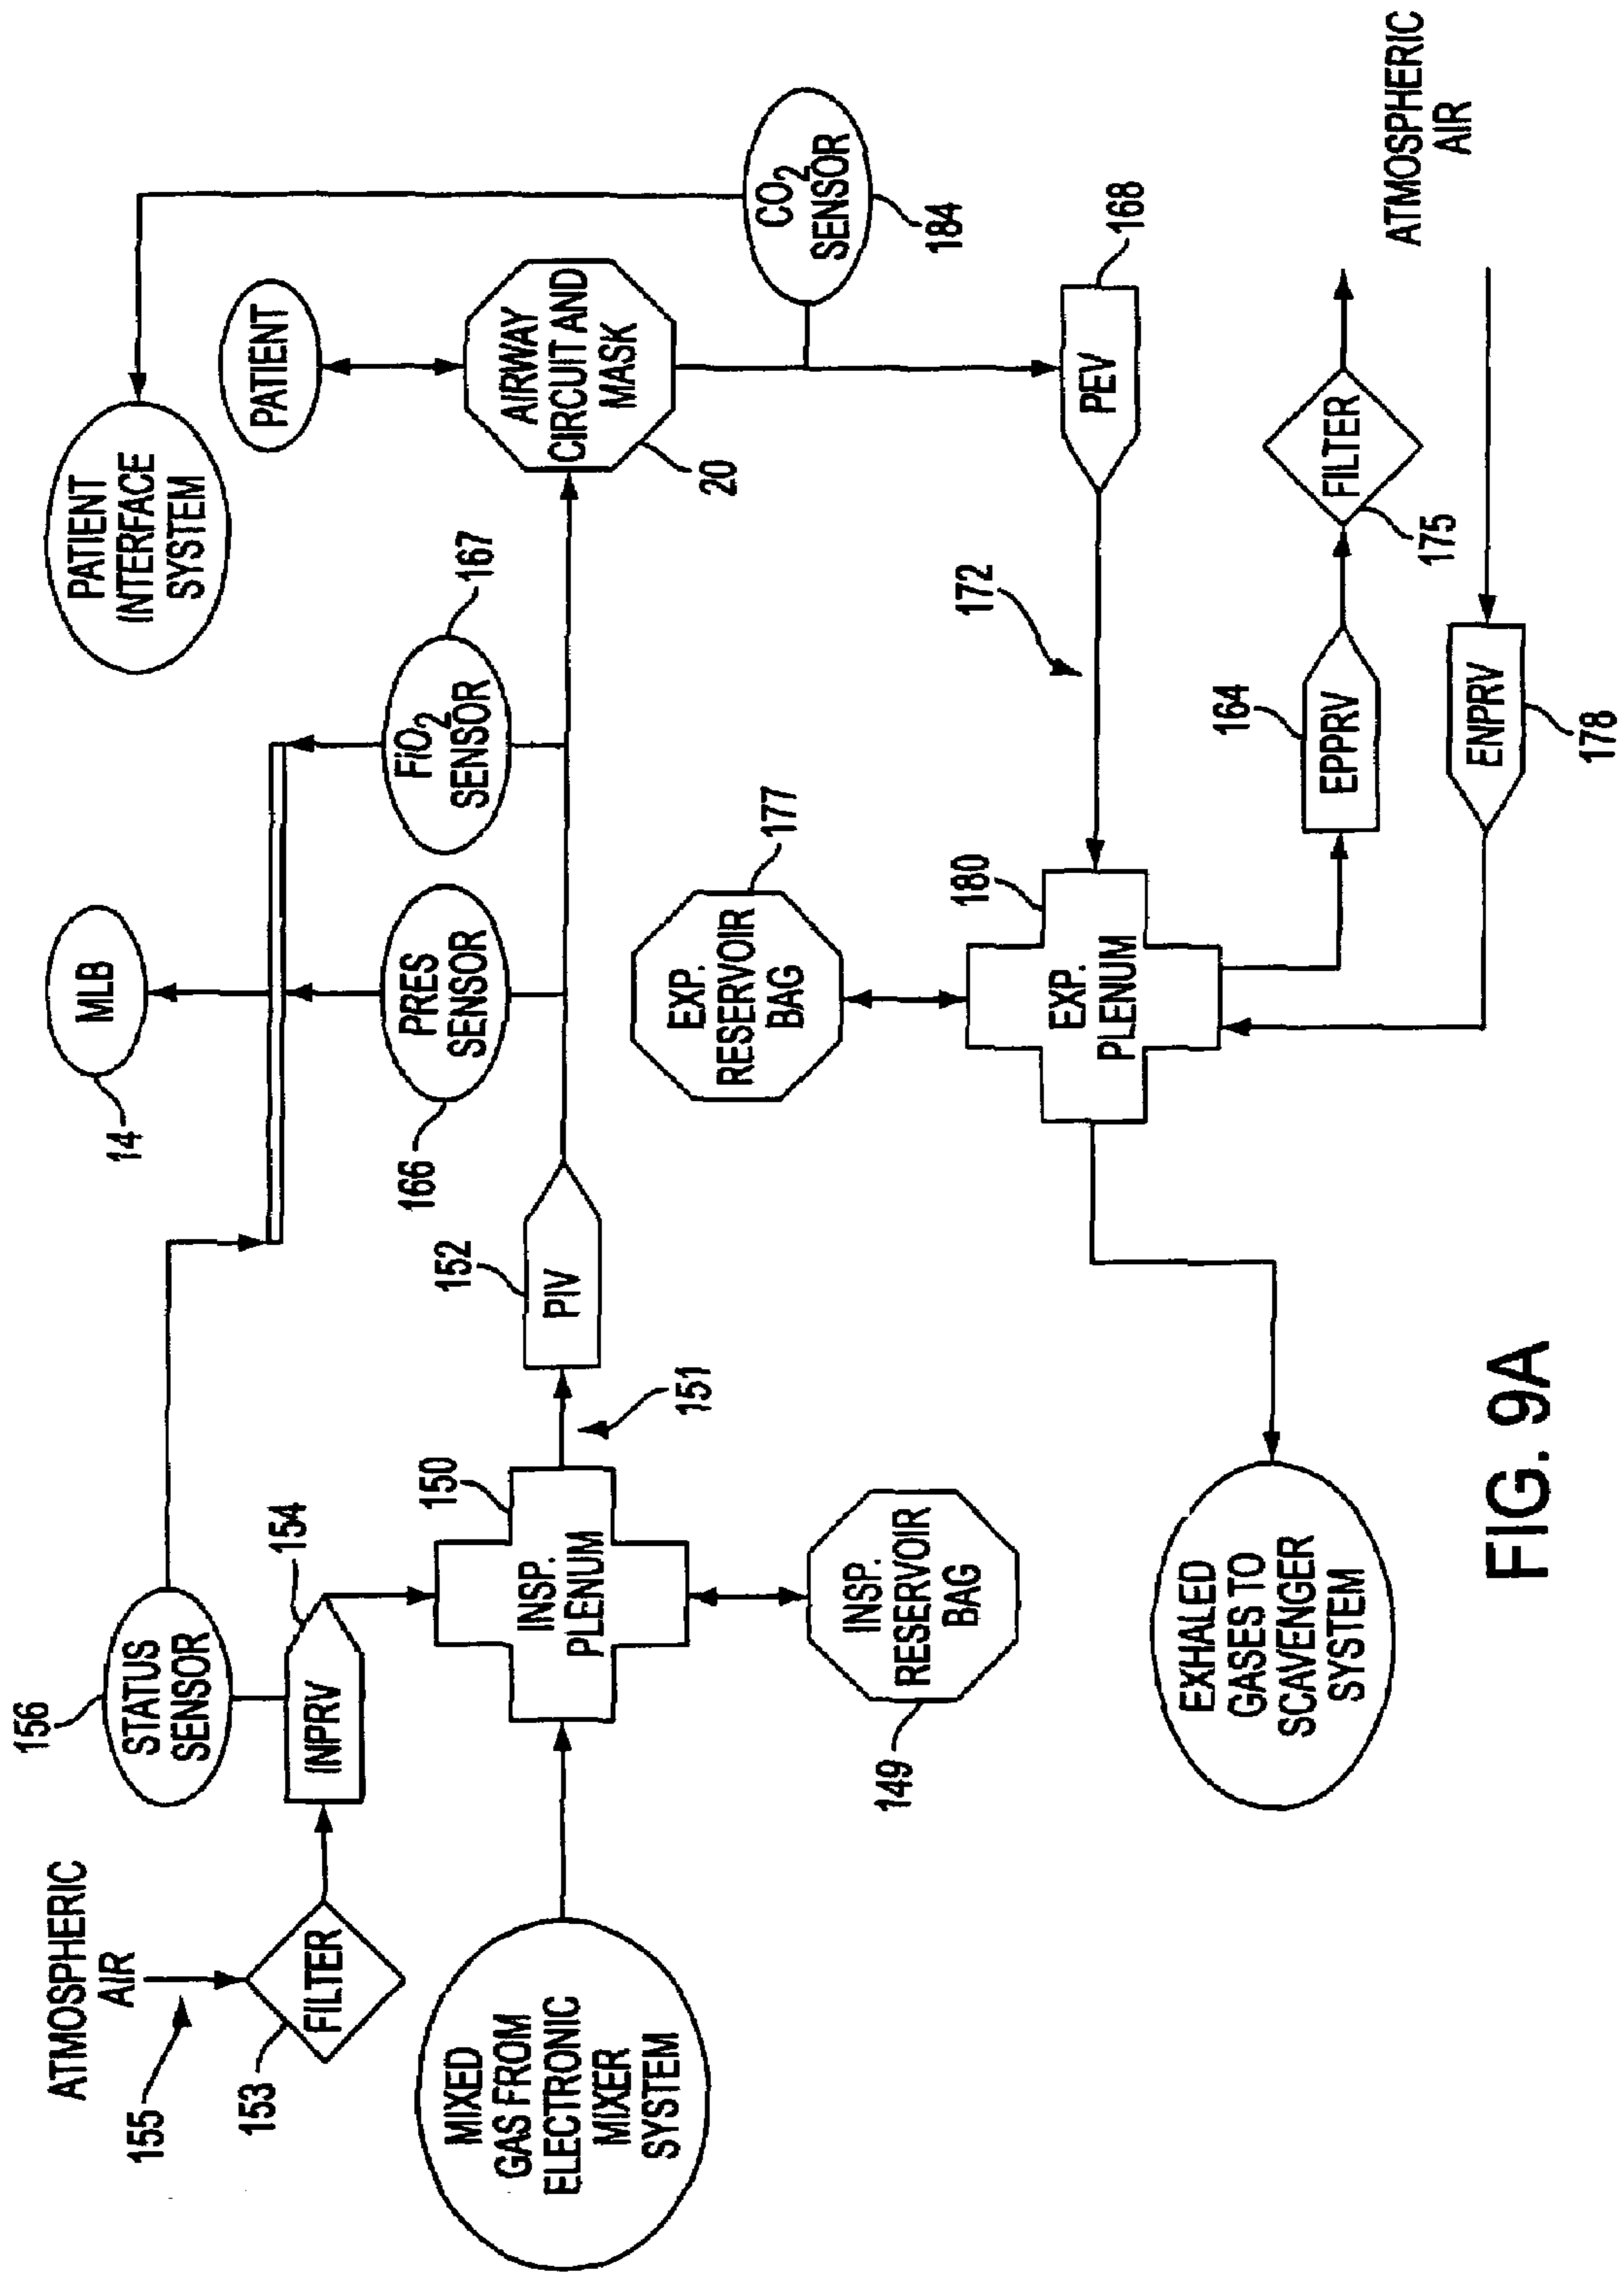 ATMOSPHERIC
AIR
155
153
FILTER
156
STATUS
SENSOR
INPRV
154
MIXED
GAS FROM
ELECTRONIC
MIXER
SYSTEM
INSP.
PLENUM
150
151
149
INSP.
RESERVOIR
BAG
152
PIV
14
MLB
166
PRES
SENSOR
FiO2
SENSOR
167
PATIENT
INTERFACE
SYSTEM
PATIENT
AIRWAY
CIRCUIT AND
MASK
20
CO2
SENSOR
184
PEV
168
172
EXP.
RESERVOIR
BAG
177
EXP.
PLENUM
180
164
EPPRV
FILTER
175
ATMOSPHERIC
AIR
ENPRV
178
EXHALED
GASES TO
SCAVENGER
SYSTEM
FIG. 9A